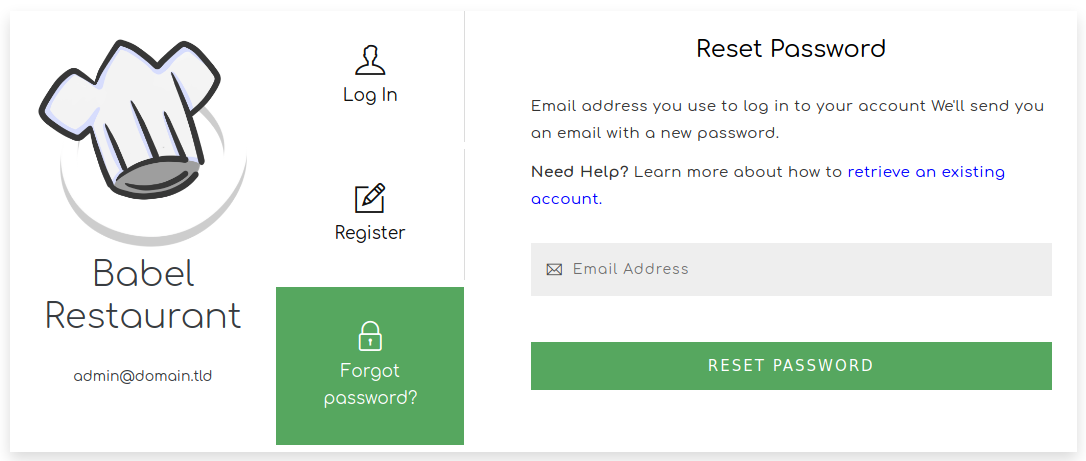 Babel
Restaurant
admin@domain.tld
Log In
Register
Forgot
password?
Reset Password
Email address you use to log in to your account We'll send you
an email with a new password.
Need Help? Learn more about how to retrieve an existing
account.
Email Address
RESET PASSWORD